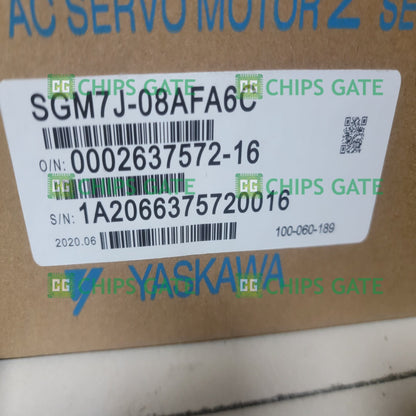 AC SERVO MOTOR Σ SE
CHIPS GATE CHIPS GATE
SGM7J-08AFA6C
O/N: 0002637572-16
CHIPS GATE CHIPS GATE
S/N: 1A2066375720016
2020.06 100-060-189
CHIPS GATE CHIPS GATE
YASKAWA